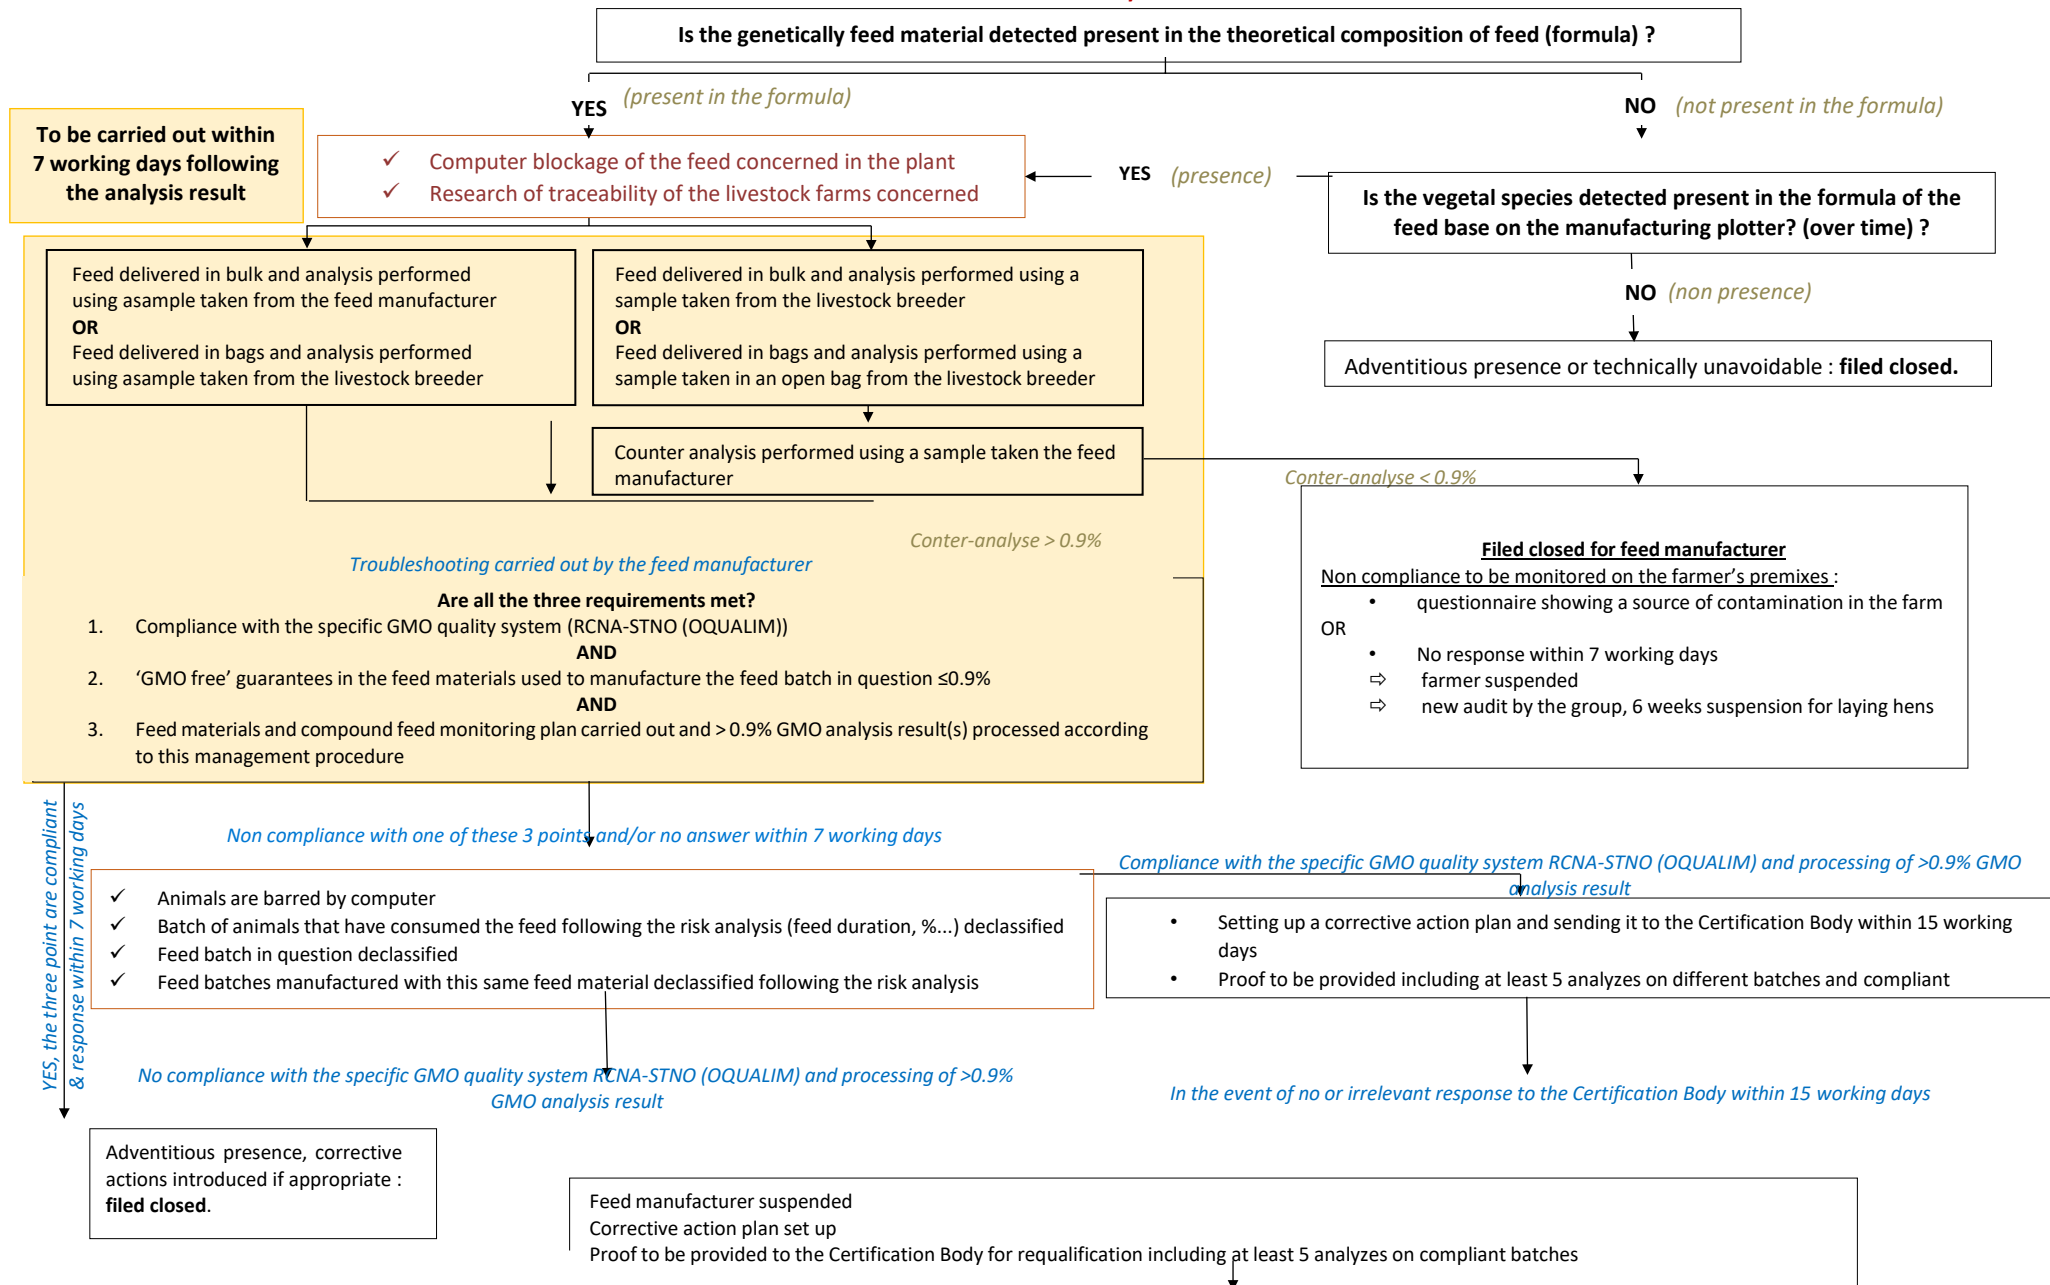 Is the genetically feed material detected present in the theoretical composition of feed (formula) ?
YES
(present in the formula)
NO
(not present in the formula)
To be carried out within
7 working days following
the analysis result
✓ Computer blockage of the feed concerned in the plant
✓ Research of traceability of the livestock farms concerned
YES
(presence)
Is the vegetal species detected present in the formula of the
feed base on the manufacturing plotter? (over time) ?
Feed delivered in bulk and analysis performed
using asample taken from the feed manufacturer
OR
Feed delivered in bags and analysis performed
using asample taken from the livestock breeder
Feed delivered in bulk and analysis performed using a
sample taken from the livestock breeder
OR
Feed delivered in bags and analysis performed using a
sample taken in an open bag from the livestock breeder
NO
(non presence)
Adventitious presence or technically unavoidable : filed closed.
Counter analysis performed using a sample taken the feed
manufacturer
Conter-analyse < 0.9%
Conter-analyse > 0.9%
Troubleshooting carried out by the feed manufacturer
Filed closed for feed manufacturer
Non compliance to be monitored on the farmer's premixes :
• questionnaire showing a source of contamination in the farm
OR
• No response within 7 working days
⇨ farmer suspended
⇨ new audit by the group, 6 weeks suspension for laying hens
Are all the three requirements met?
1. Compliance with the specific GMO quality system (RCNA-STNO (OQUALIM))
AND
2. ‘GMO free’ guarantees in the feed materials used to manufacture the feed batch in question ≤0.9%
AND
3. Feed materials and compound feed monitoring plan carried out and > 0.9% GMO analysis result(s) processed according
to this management procedure
YES, the three point are compliant
& response within 7 working days
Non compliance with one of these 3 points and/or no answer within 7 working days
Compliance with the specific GMO quality system RCNA-STNO (OQUALIM) and processing of >0.9% GMO
analysis result
✓ Animals are barred by computer
✓ Batch of animals that have consumed the feed following the risk analysis (feed duration, %...) declassified
✓ Feed batch in question declassified
✓ Feed batches manufactured with this same feed material declassified following the risk analysis
• Setting up a corrective action plan and sending it to the Certification Body within 15 working
days
• Proof to be provided including at least 5 analyzes on different batches and compliant
No compliance with the specific GMO quality system RCNA-STNO (OQUALIM) and processing of >0.9%
GMO analysis result
In the event of no or irrelevant response to the Certification Body within 15 working days
Adventitious presence, corrective
actions introduced if appropriate :
filed closed.
Feed manufacturer suspended
Corrective action plan set up
Proof to be provided to the Certification Body for requalification including at least 5 analyzes on compliant batches